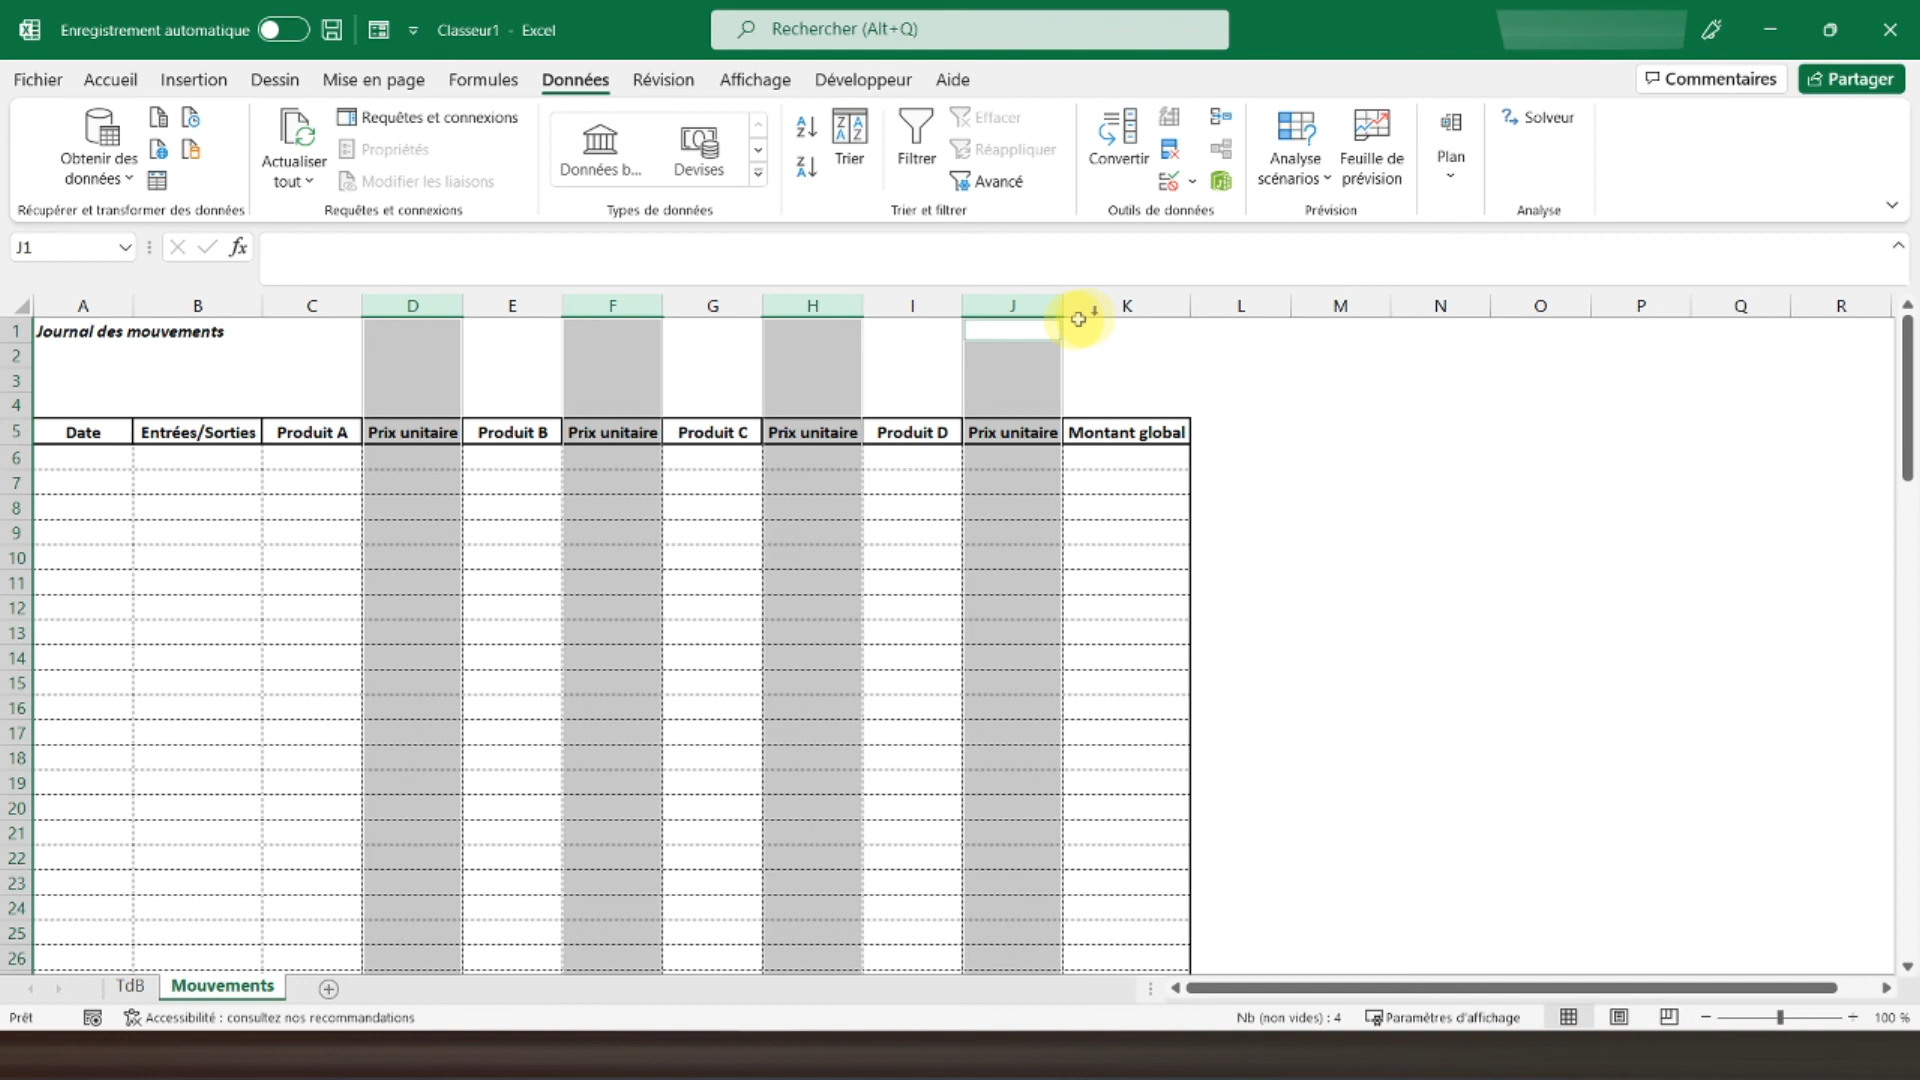 Enregistrement automatique
Classeur1 - Excel
Rechercher (Alt+Q)
Fichier Accueil Insertion Dessin Mise en page Formules Données Révision Affichage Développeur Aide
Commentaires
Partager
Obtenir des données
Actualiser tout
Requêtes et connexions
Propriétés
Modifier les liaisons
Données b...
Devises
Trier
Filtrer
Effacer
Réappliquer
Avancé
Convertir
Analyse scénarios
Feuille de prévision
Plan
Solveur
Récupérer et transformer des données
Requêtes et connexions
Types de données
Trier et filtrer
Outils de données
Prévision
Analyse
J1
fx
A B C D E F G H I J K L M N O P Q R
1 Journal des mouvements
2
3
4
5 Date Entrées/Sorties Produit A Prix unitaire Produit B Prix unitaire Produit C Prix unitaire Produit D Prix unitaire Montant global
6
7
8
9
10
11
12
13
14
15
16
17
18
19
20
21
22
23
24
25
26
TdB Mouvements
Prêt
Accessibilité : consultez nos recommandations
Nb (non vides) : 4
Paramètres d'affichage
100 %